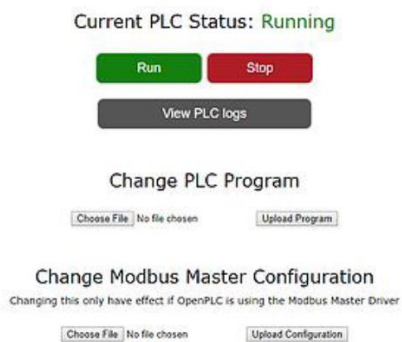 Current PLC Status: Running
Run Stop
View PLC logs
Change PLC Program
Choose File No file chosen Upload Program
Change Modbus Master Configuration
Changing this only have effect if OpenPLC is using the Modbus Master Driver
Choose File No file chosen Upload Configuration